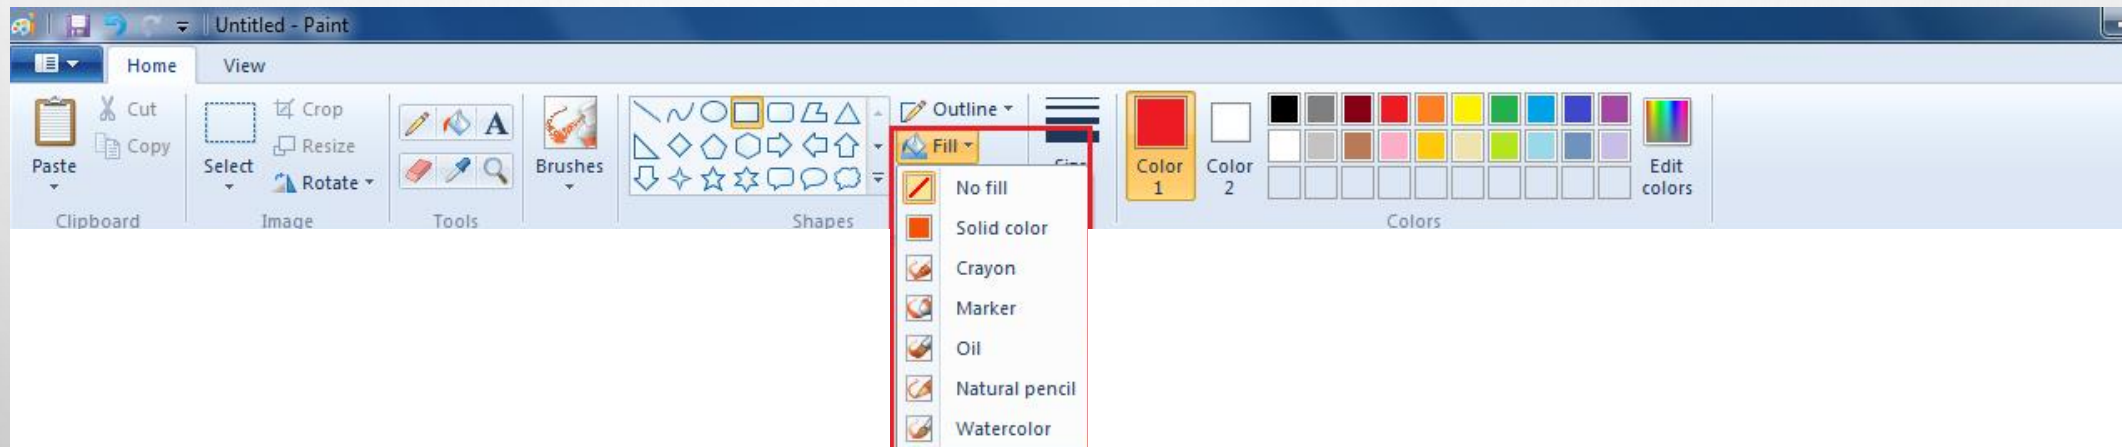 Untitled - Paint
Home View
Cut
Copy
Paste
Clipboard
Select
Crop
Resize
Rotate
Image
A
Tools
Brushes
Shapes
Outline
Fill
No fill
Solid color
Crayon
Marker
Oil
Natural pencil
Watercolor
Color
1
Color
2
Edit
colors
Colors